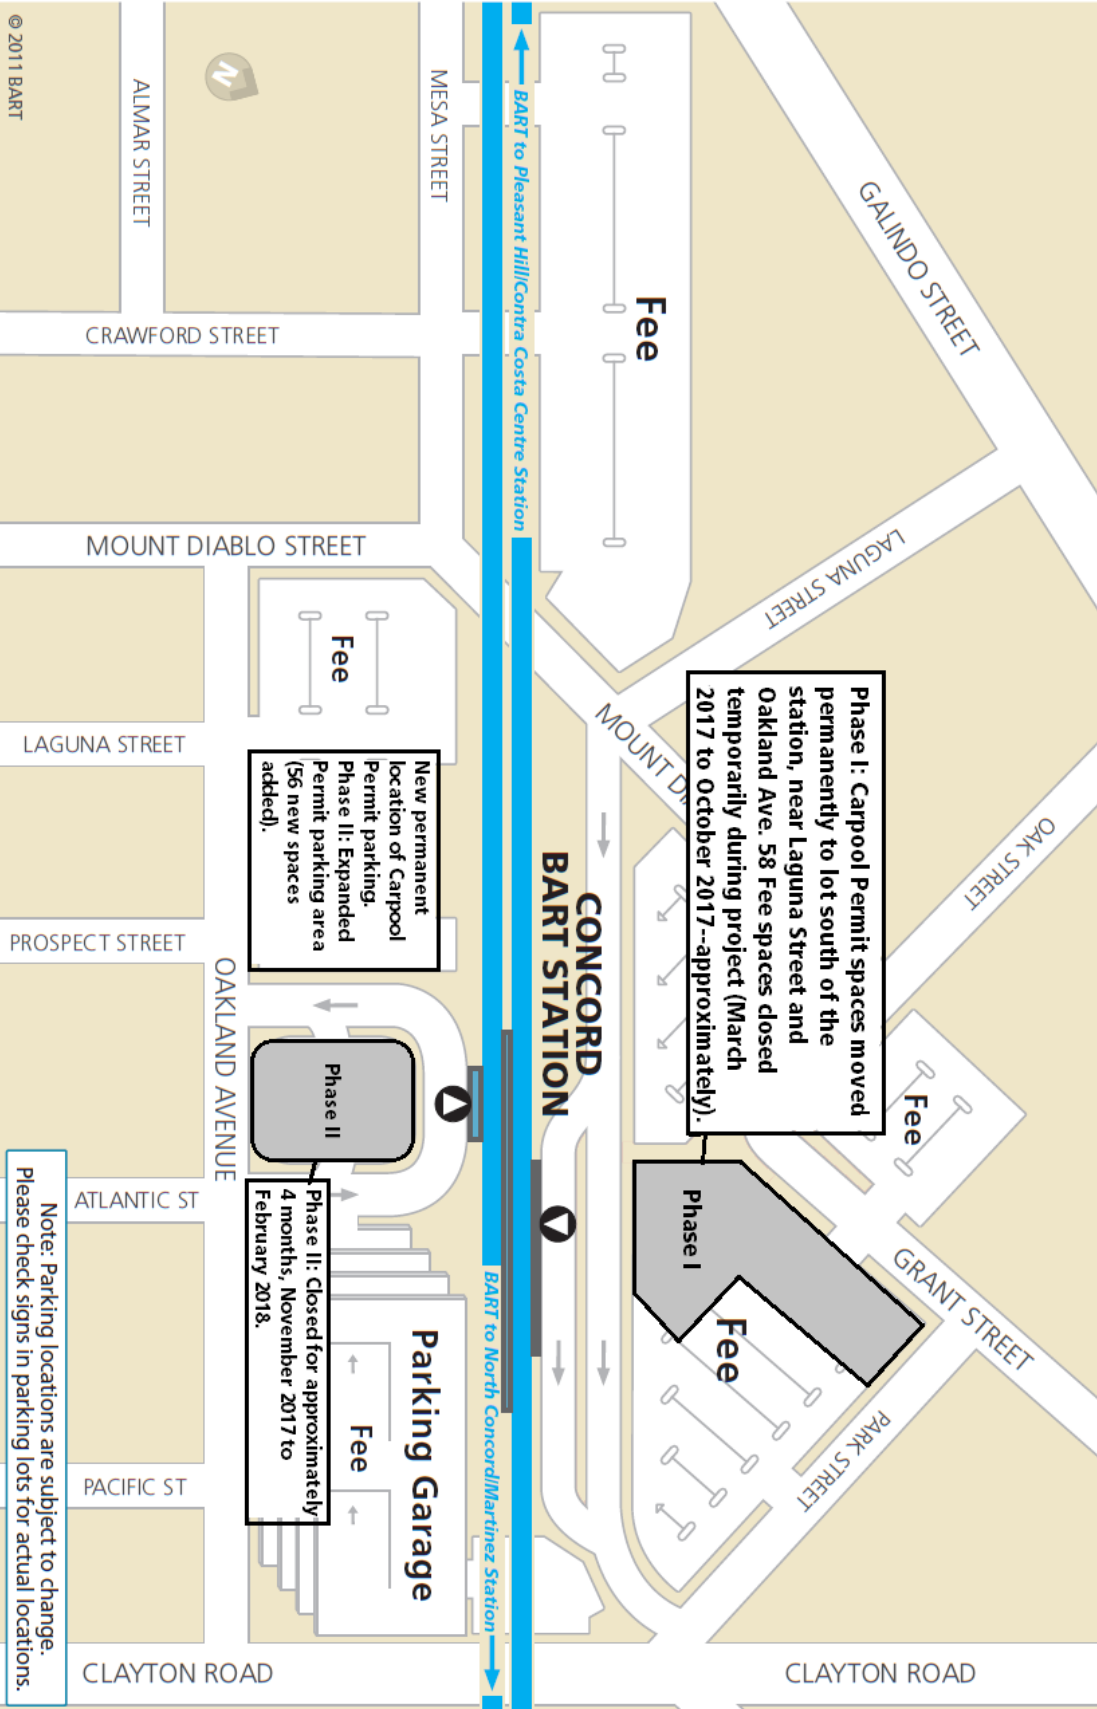 GALINDO STREET
LAGUNA STREET
OAK STREET
Fee
Phase I: Carpool Permit spaces moved
permanently to lot south of the
station, near Laguna Street and
Oakland Ave. 58 Fee spaces closed
temporarily during project (March
2017 to October 2017--approximately).
Fee
GRANT STREET
PARK STREET
CLAYTON ROAD
MOUNT DI
Phase I
Fee
CONCORD
BART STATION
BART to Pleasant Hill/Contra Costa Centre Station
BART to North Concord/Martinez Station
MESA STREET
N
ALMAR STREET
CRAWFORD STREET
MOUNT DIABLO STREET
Fee
New permanent
location of Carpool
Permit parking.
Phase II: Expanded
Permit parking area
(56 new spaces
added).
Phase II
Parking Garage
Fee
Phase II: Closed for approximately
4 months, November 2017 to
February 2018.
OAKLAND AVENUE
LAGUNA STREET
PROSPECT STREET
ATLANTIC ST
PACIFIC ST
CLAYTON ROAD
Note: Parking locations are subject to change.
Please check signs in parking lots for actual locations.
© 2011 BART